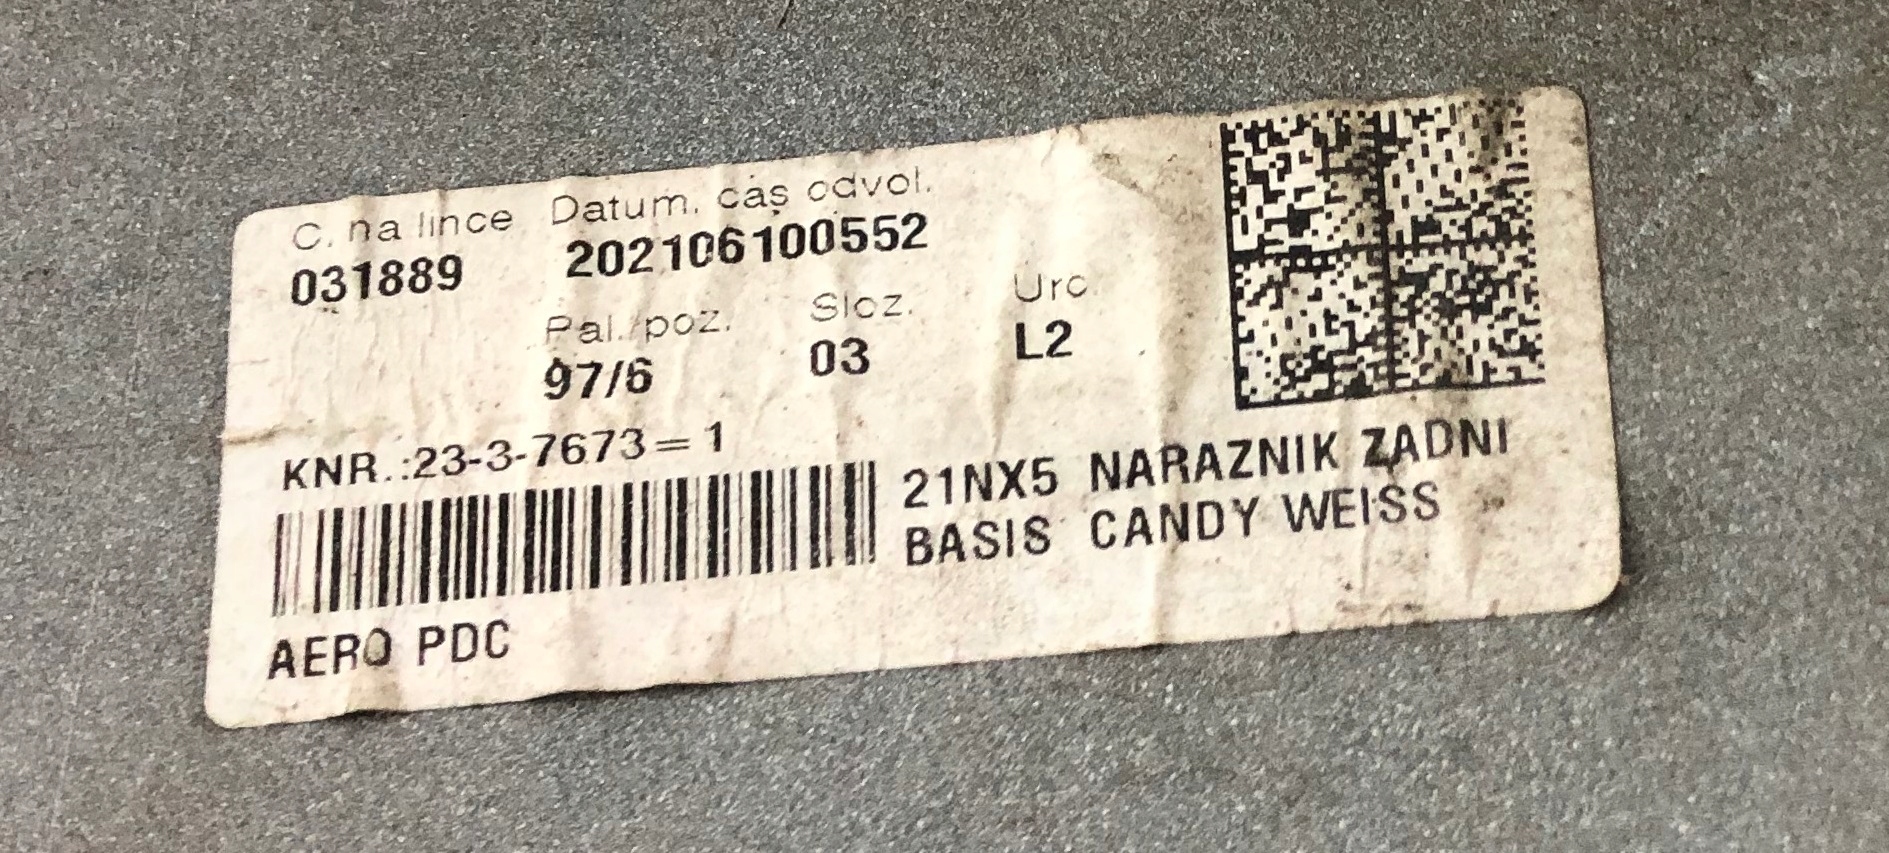 C. na lince Datum. cas odvol.
031889 202106100552
Pal./poz. Sloz. Urc
97/6 03 L2
KNR.:23-3-7673=1
21NX5 NARAZNIK ZADNI
BASIS CANDY WEISS
AERO PDC